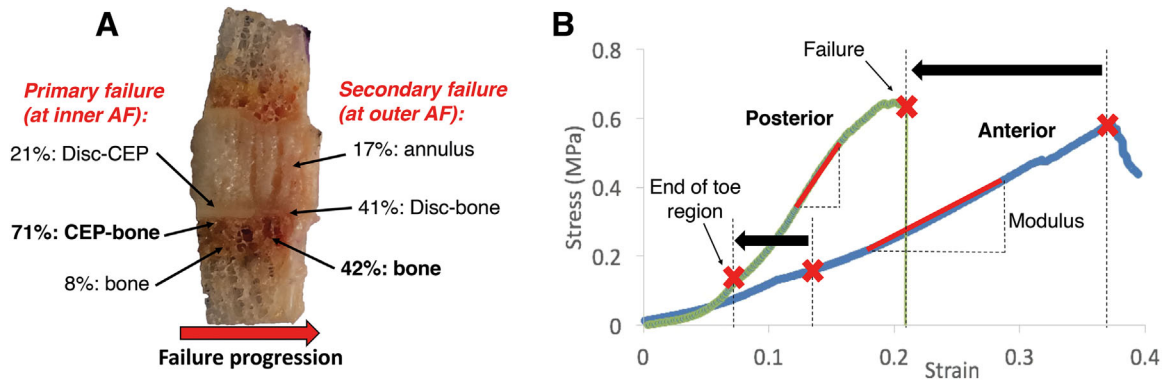 A
Primary failure
(at inner AF):
21%: Disc-CEP
71%: CEP-bone
8%: bone
Secondary failure
(at outer AF):
17%: annulus
41%: Disc-bone
42%: bone
Failure progression
B
Stress (MPa)
0.8
0.6
0.4
0.2
0
Failure
Posterior
Anterior
End of toe
region
Modulus
0
0.1
0.2
0.3
0.4
Strain